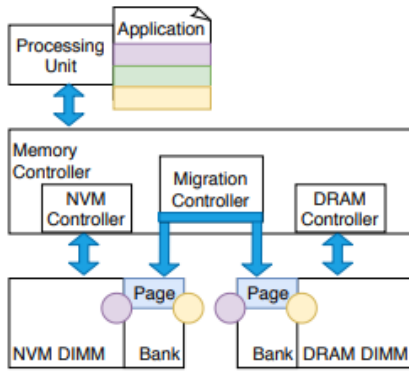 Application
Processing
Unit
Memory
Controller
NVM
Controller
Migration
Controller
DRAM
Controller
Page
Page
NVM DIMM
Bank
Bank
DRAM DIMM